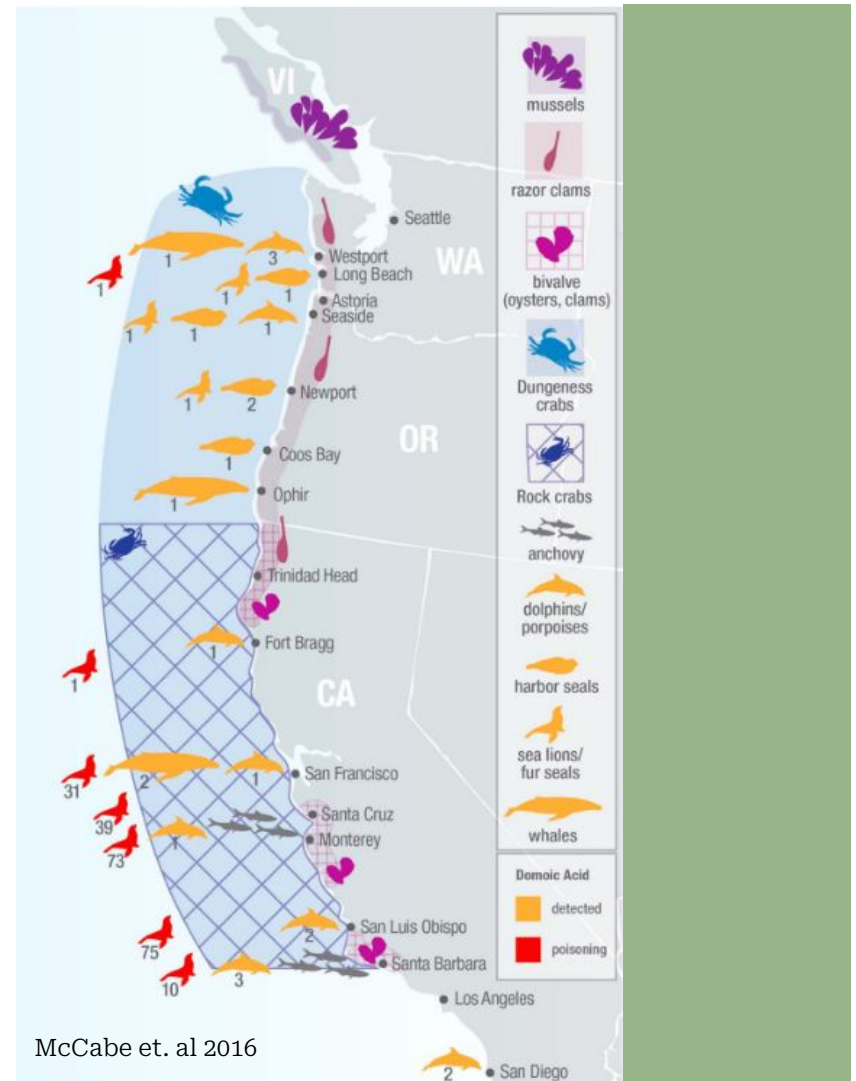 VI
Seattle
WA
1
3
Westport
1
1
1
Long Beach
Astoria
1
1
1
Seaside
1
2
Newport
OR
1
Coos Bay
1
Ophir
Trinidad Head
1
Fort Bragg
1
CA
31
2
1
San Francisco
39
Santa Cruz
73
1
Monterey
75
2
San Luis Obispo
10
3
Santa Barbara
Los Angeles
2
San Diego
McCabe et. al 2016
mussels
razor clams
bivalve
(oysters, clams)
Dungeness
crabs
Rock crabs
anchovy
dolphins/
porpoises
harbor seals
sea lions/
fur seals
whales
Domoic Acid
detected
poisoning